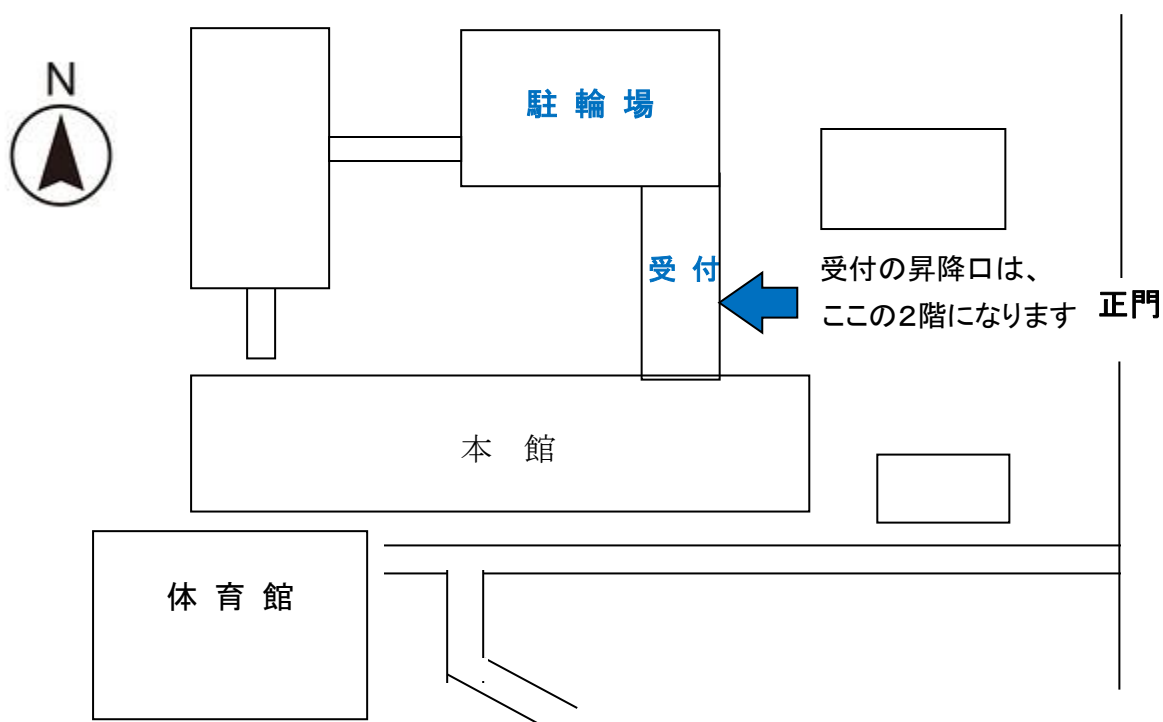 N
駐 輪 場
受 付
受付の昇降口は、
ここの２階になります
正門
本 館
体 育 館